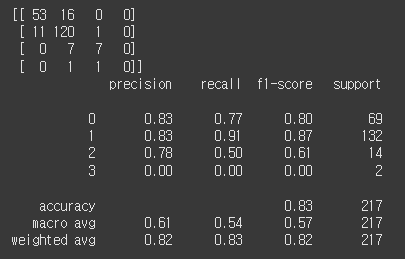 [[ 53 16 0 0]
[ 11 120 1 0]
[ 0 7 7 0]
[ 0 1 1 0]]
precision recall f1-score support
0 0.83 0.77 0.80 69
1 0.83 0.91 0.87 132
2 0.78 0.50 0.61 14
3 0.00 0.00 0.00 2
accuracy 0.83 217
macro avg 0.61 0.54 0.57 217
weighted avg 0.82 0.83 0.82 217